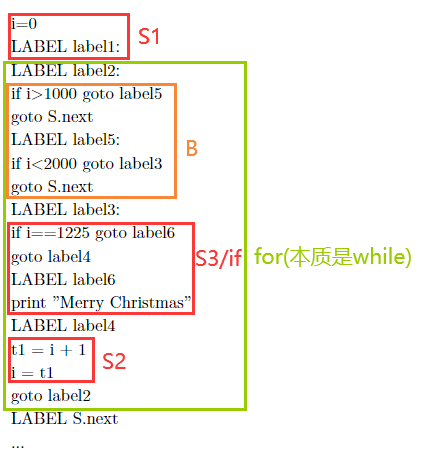 i=0
LABEL label1:
S1
LABEL label2:
if i>1000 goto label5
goto S.next
LABEL label5:
B
if i<2000 goto label3
goto S.next
LABEL label3:
if i==1225 goto label6
goto label4
S3/if
for(本质是while)
LABEL label6
print ”Merry Christmas”
LABEL label4
t1 = i + 1
S2
i = t1
goto label2
LABEL S.next
...